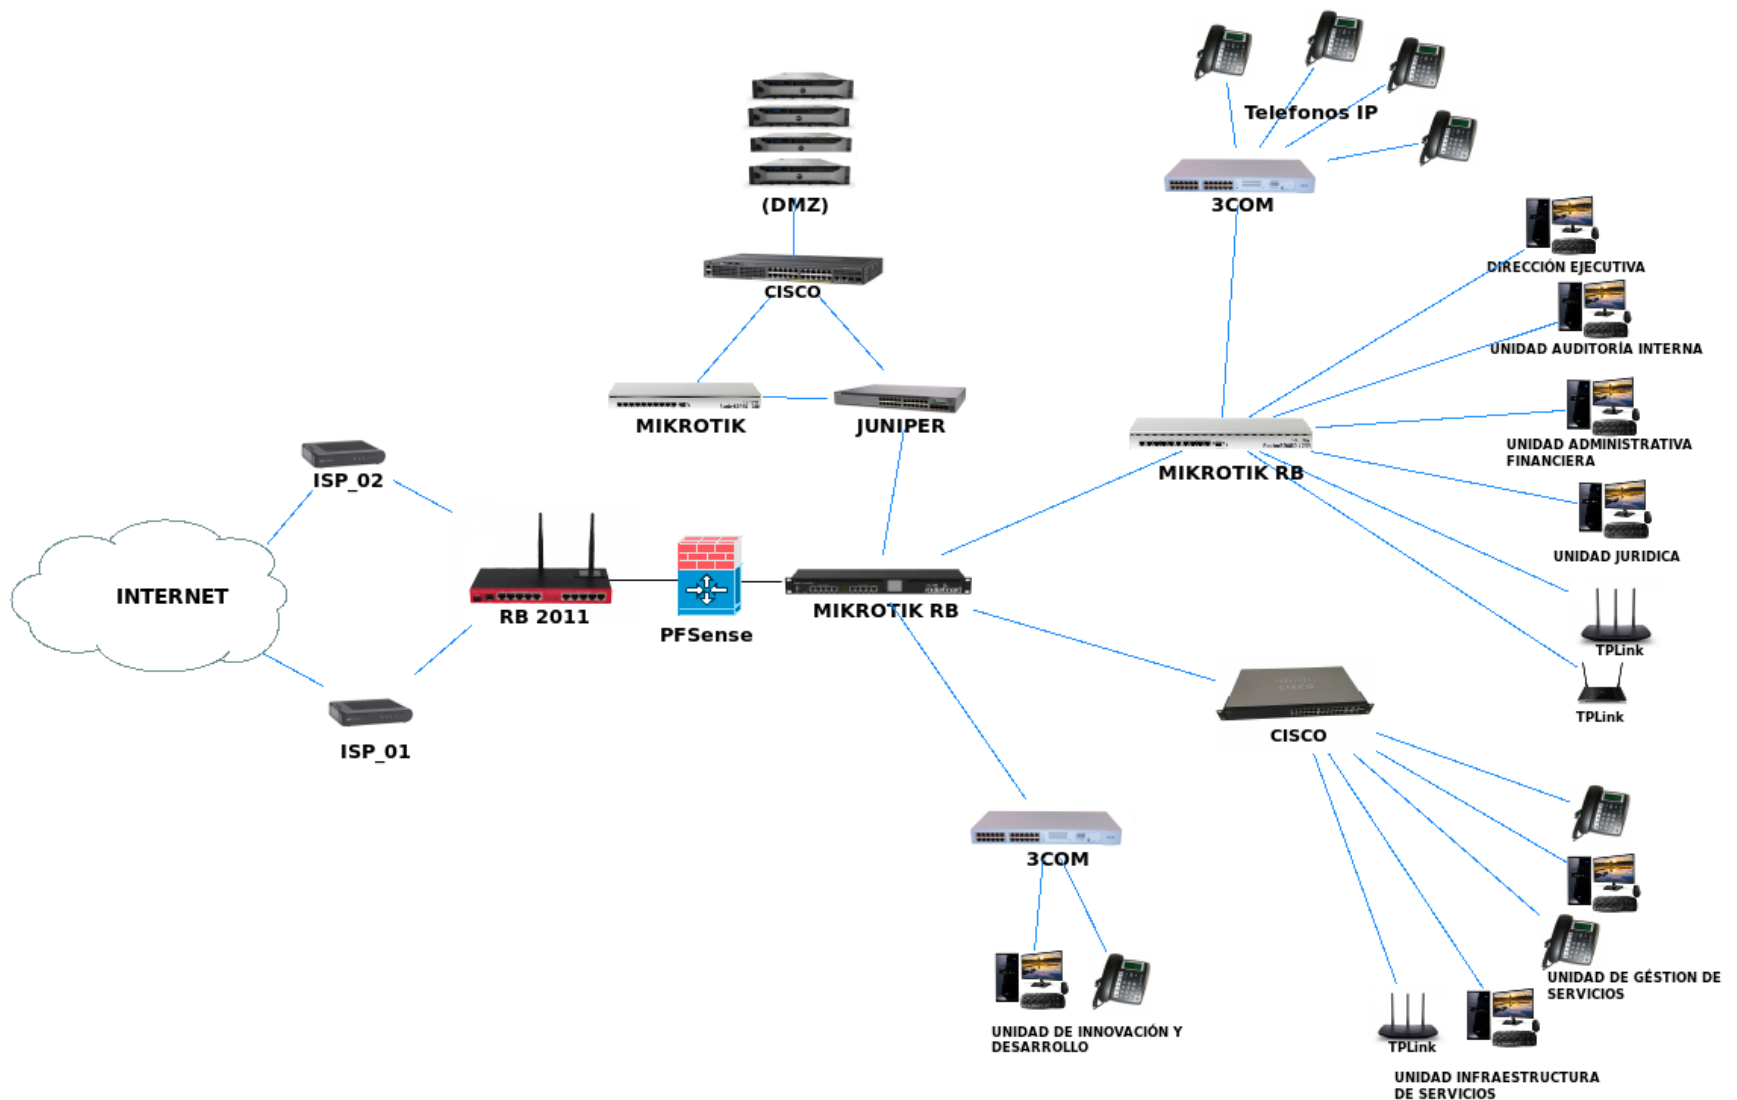 Telefonos IP
(DMZ)
3COM
DIRECCIÓN EJECUTIVA
CISCO
UNIDAD AUDITORÍA INTERNA
MIKROTIK
JUNIPER
UNIDAD ADMINISTRATIVA
FINANCIERA
MIKROTIK RB
ISP_02
UNIDAD JURIDICA
INTERNET
RB 2011
PFSense
MIKROTIK RB
TPLink
TPLink
CISCO
ISP_01
3COM
UNIDAD DE GÉSTION DE
SERVICIOS
UNIDAD DE INNOVACIÓN Y
DESARROLLO
TPLink
UNIDAD INFRAESTRUCTURA
DE SERVICIOS